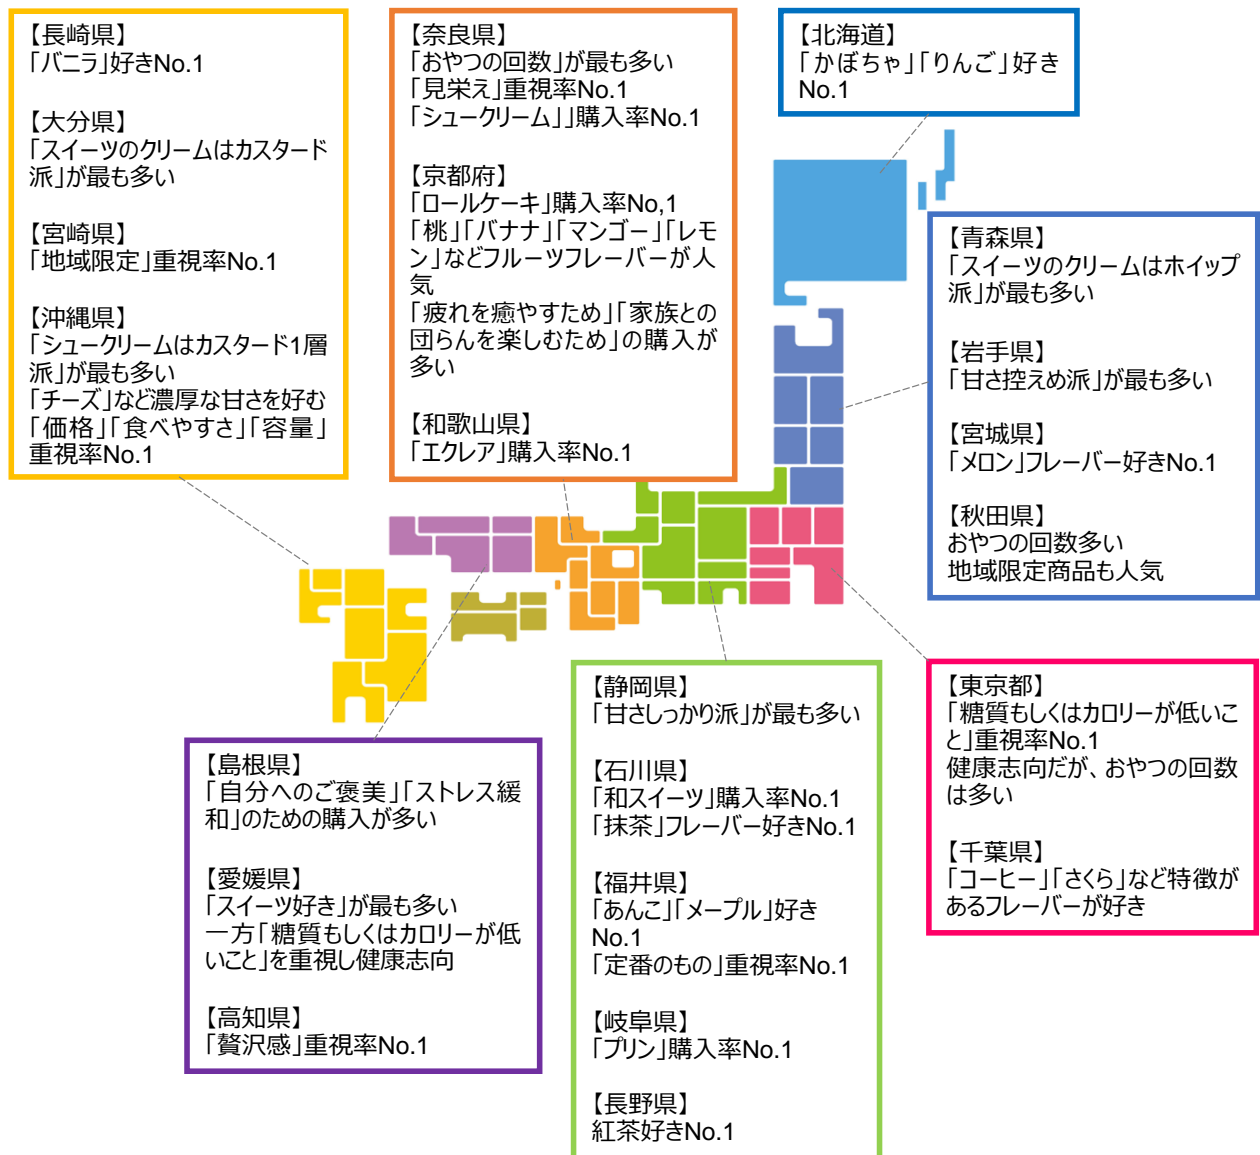 【長崎県】
「バニラ」好きNo.1
【大分県】
「スイーツのクリームはカスタード
派」が最も多い
【宮崎県】
「地域限定」重視率No.1
【沖縄県】
「シュークリームはカスタード1層
派」が最も多い
「チーズ」など濃厚な甘さを好む
「価格」「食べやすさ」「容量」
重視率No.1
【奈良県】
「おやつの回数」が最も多い
「見栄え」重視率No.1
「シュークリーム」」購入率No.1
【京都府】
「ロールケーキ」購入率No,1
「桃」「バナナ」「マンゴー」「レモ
ン」などフルーツフレーバーが人
気
「疲れを癒やすため」「家族との
団らんを楽しむため」の購入が
多い
【和歌山県】
「エクレア」購入率No.1
【北海道】
「かぼちゃ」「りんご」好き
No.1
【青森県】
「スイーツのクリームはホイップ
派」が最も多い
【岩手県】
「甘さ控えめ派」が最も多い
【宮城県】
「メロン」フレーバー好きNo.1
【秋田県】
おやつの回数多い
地域限定商品も人気
【島根県】
「自分へのご褒美」「ストレス緩
和」のための購入が多い
【愛媛県】
「スイーツ好き」が最も多い
一方「糖質もしくはカロリーが低
いこと」を重視し健康志向
【高知県】
「贅沢感」重視率No.1
【静岡県】
「甘さしっかり派」が最も多い
【石川県】
「和スイーツ」購入率No.1
「抹茶」フレーバー好きNo.1
【福井県】
「あんこ」「メープル」好き
No.1
「定番のもの」重視率No.1
【岐阜県】
「プリン」購入率No.1
【長野県】
紅茶好きNo.1
【東京都】
「糖質もしくはカロリーが低いこ
と」重視率No.1
健康志向だが、おやつの回数
は多い
【千葉県】
「コーヒー」「さくら」など特徴が
あるフレーバーが好き